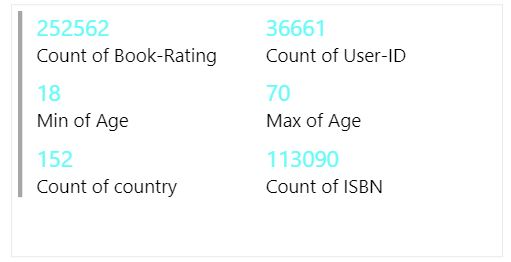 252562 36661
Count of Book-Rating Count of User-ID
18 70
Min of Age Max of Age
152 113090
Count of country Count of ISBN